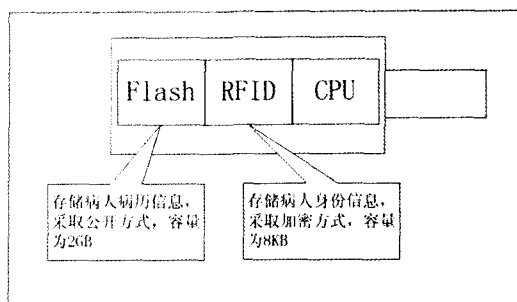 Flash RFID CPU
存储病人病历信息，
采取公开方式，容量
为2GB
存储病人身份信息，
采取加密方式，容量
为8KB